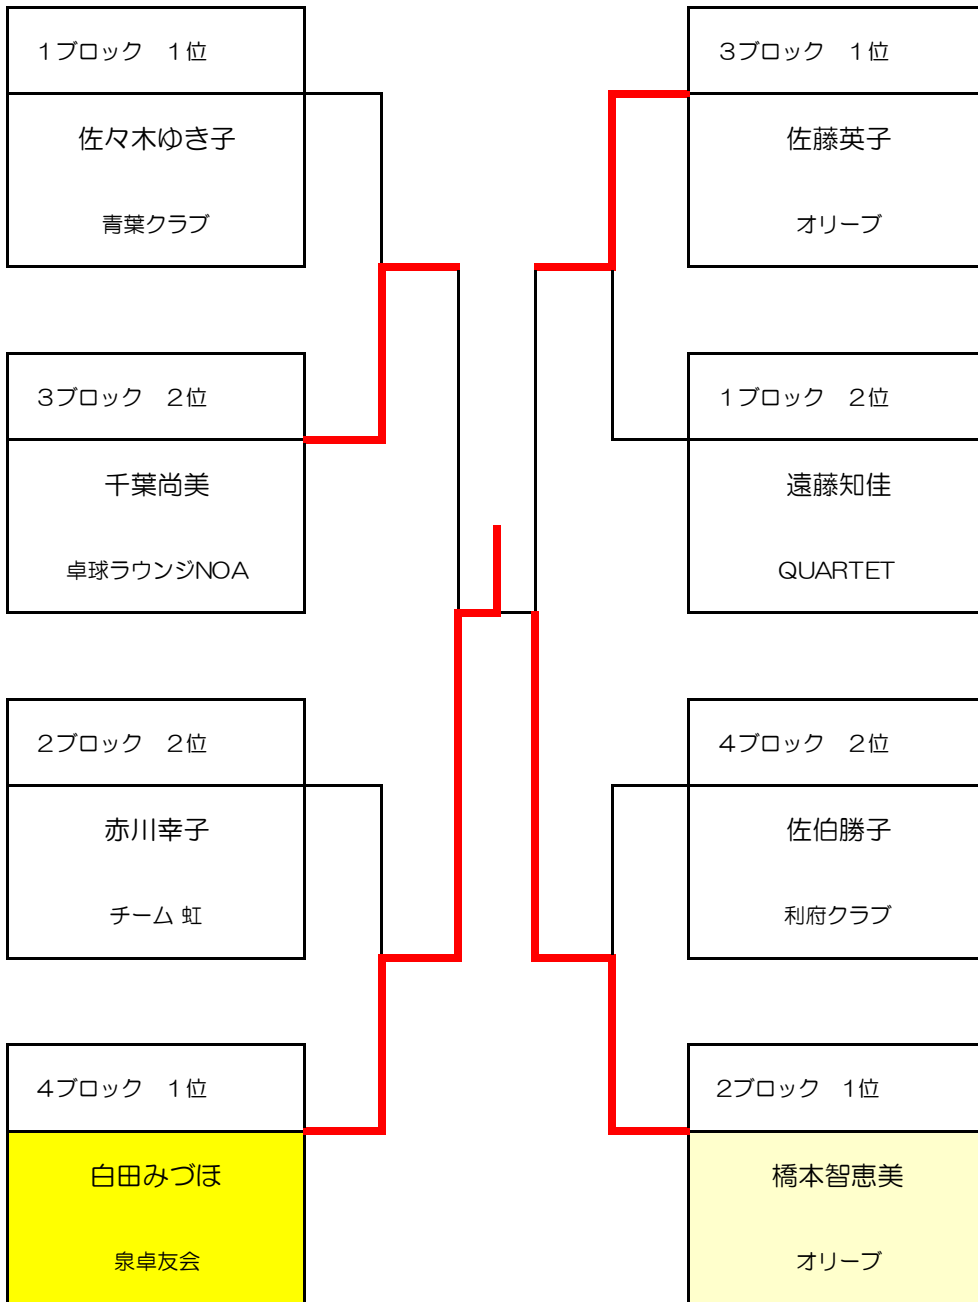 1ブロック　1位
佐々木ゆき子
青葉クラブ
3ブロック　2位
千葉尚美
卓球ラウンジNOA
2ブロック　2位
赤川幸子
チーム 虹
4ブロック　1位
白田みづほ
泉卓友会
3ブロック　1位
佐藤英子
オリーブ
1ブロック　2位
遠藤知佳
QUARTET
4ブロック　2位
佐伯勝子
利府クラブ
2ブロック　1位
橋本智恵美
オリーブ